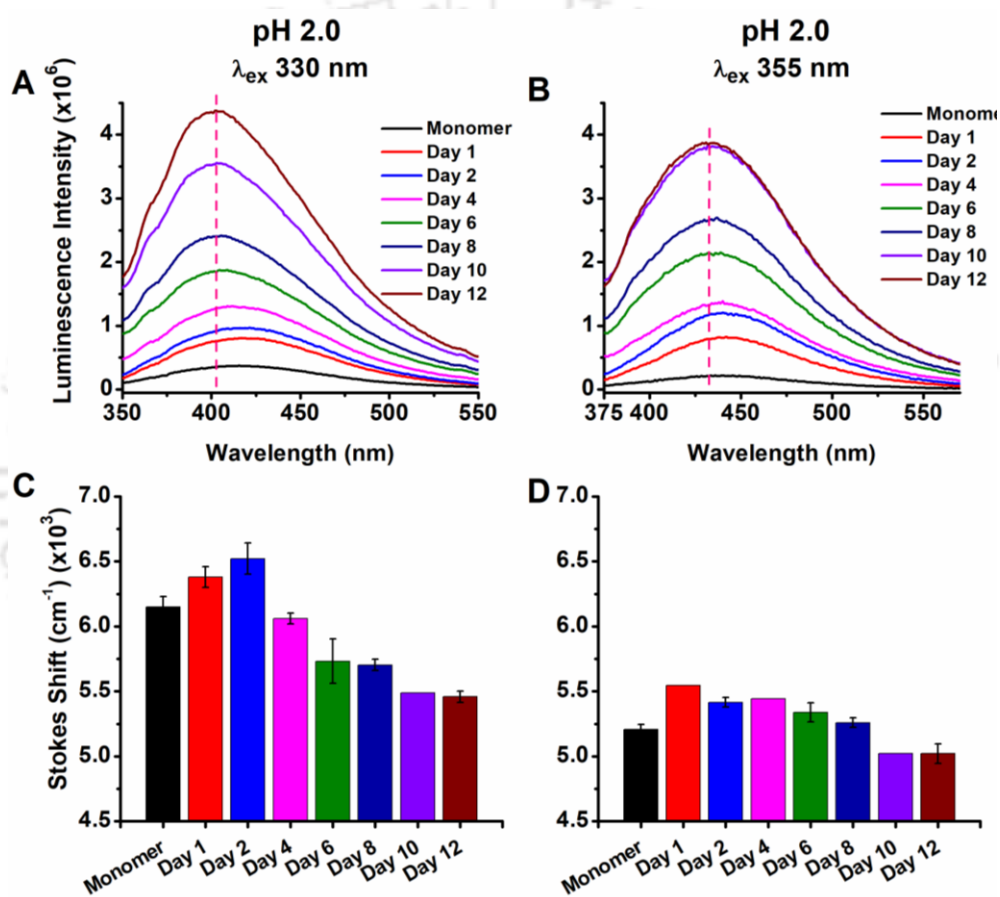 pH 2.0
λex 330 nm
A
Luminescence Intensity (x10⁶)
4
3
2
1
0
350 400 450 500 550
Wavelength (nm)
Monomer
Day 1
Day 2
Day 4
Day 6
Day 8
Day 10
Day 12
pH 2.0
λex 355 nm
B
4
3
2
1
0
375 400 450 500 550
Wavelength (nm)
Monome
Day 1
Day 2
Day 4
Day 6
Day 8
Day 10
Day 12
C
Stokes Shift (cm⁻¹) (x10³)
7.0
6.5
6.0
5.5
5.0
4.5
Monomer Day 1 Day 2 Day 4 Day 6 Day 8 Day 10 Day 12
D
7.0
6.5
6.0
5.5
5.0
4.5
Monomer Day 1 Day 2 Day 4 Day 6 Day 8 Day 10 Day 12